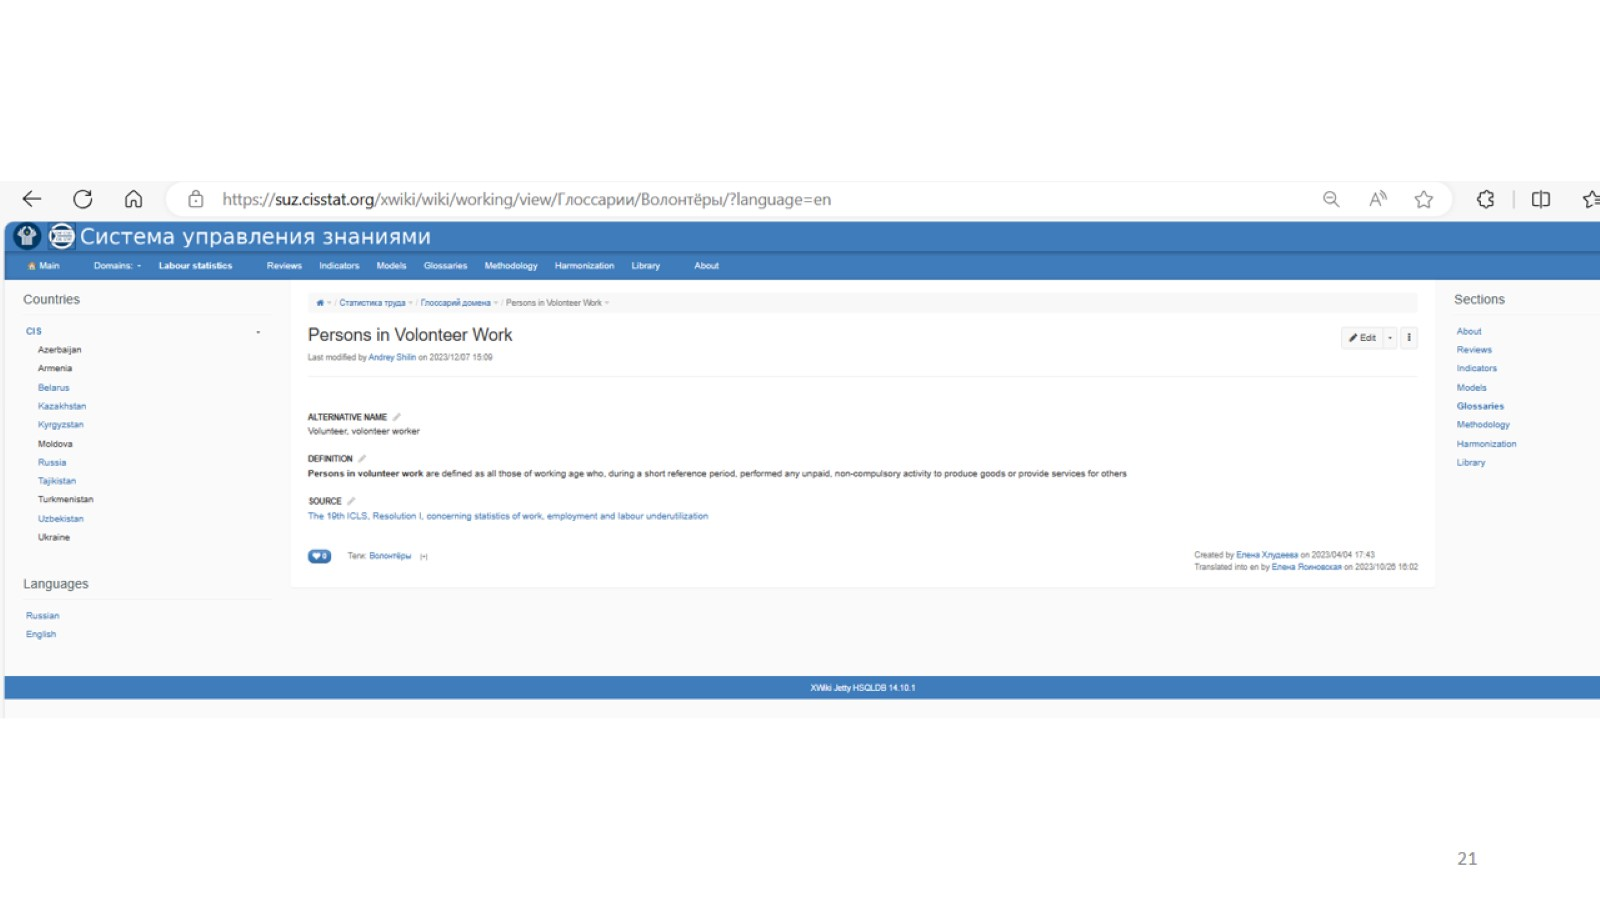 https://suz.cisstat.org/xwiki/wiki/working/view/Глоссарии/Волонтёры/?language=en
Система управления знаниями
Main Domains: Labour statistics Reviews Indicators Models Glossaries Methodology Harmonization Library About
Countries
CIS
Azerbaijan
Armenia
Belarus
Kazakhstan
Kyrgyzstan
Moldova
Russia
Tajikistan
Turkmenistan
Uzbekistan
Ukraine
Languages
Russian
English
/ Статистика труда / Глоссарий домена / Persons in Volonteer Work
Persons in Volonteer Work
Edit
Last modified by Andrey Shilin on 2023/12/07 15:09
ALTERNATIVE NAME
Volunteer, volonteer worker
DEFINITION
Persons in volunteer work are defined as all those of working age who, during a short reference period, performed any unpaid, non-compulsory activity to produce goods or provide services for others
SOURCE
The 19th ICLS, Resolution I, concerning statistics of work, employment and labour underutilization
0 Теги: Волонтёры [+]
Created by Елена Хлудеева on 2023/04/04 17:43
Translated into en by Елена Ясиновская on 2023/10/26 16:02
Sections
About
Reviews
Indicators
Models
Glossaries
Methodology
Harmonization
Library
XWiki Jetty HSQLDB 14.10.1
21